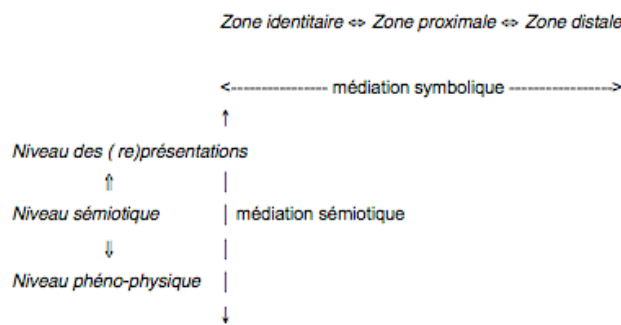 Zone identitaire ⇔ Zone proximale ⇔ Zone distale
<---------------- médiation symbolique ---------------->
↑
Niveau des ( re)présentations
⇑ |
Niveau sémiotique | médiation sémiotique
⇓ |
Niveau phéno-physique |
↓